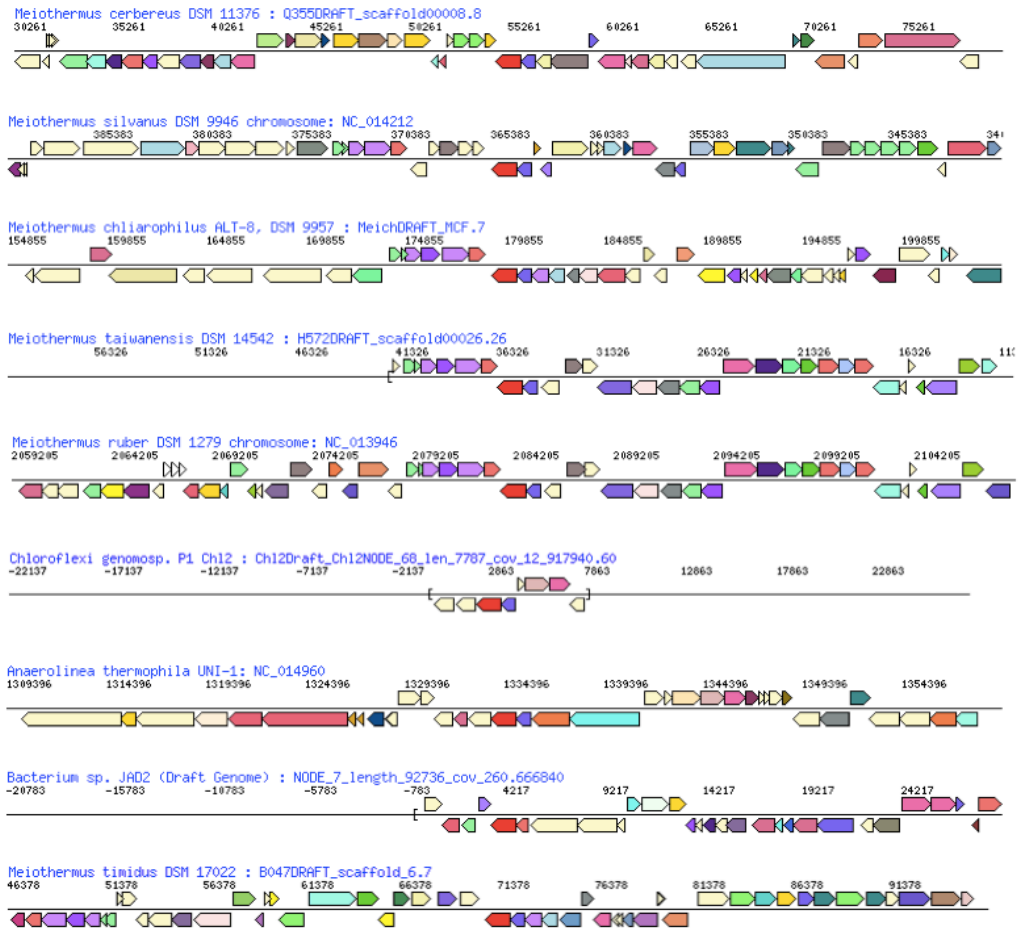 Meiothermus cerbereus DSM 11376 : Q355DRAFT_scaffold00008.8
30261 35261 40261 45261 50261 55261 60261 65261 70261 75261
Meiothermus silvanus DSM 9946 chromosome: NC_014212
385383 380383 375383 370383 365383 360383 355383 350383 345383 34
Meiothermus chliarophilus ALT-8, DSM 9957 : MeichDRAFT_MCF.7
154855 159855 164855 169855 174855 179855 184855 189855 194855 199855
Meiothermus taiwanensis DSM 14542 : H572DRAFT_scaffold00026.26
56326 51326 46326 41326 36326 31326 26326 21326 16326 11
Meiothermus ruber DSM 1279 chromosome: NC_013946
2059205 2064205 2069205 2074205 2079205 2084205 2089205 2094205 2099205 2104205
Chloroflexi genomosp. P1 Chl2 : Chl2Draft_Chl2NODE_68_len_7787_cov_12_917940.60
-22137 -17137 -12137 -7137 -2137 2863 7863 12863 17863 22863
Anaerolinea thermophila UNI-1: NC_014960
1309396 1314396 1319396 1324396 1329396 1334396 1339396 1344396 1349396 1354396
Bacterium sp. JAD2 (Draft Genome) : NODE_7_length_92736_cov_260.666840
-20783 -15783 -10783 -5783 -783 4217 9217 14217 19217 24217
Meiothermus timidus DSM 17022 : B047DRAFT_scaffold_6.7
46378 51378 56378 61378 66378 71378 76378 81378 86378 91378